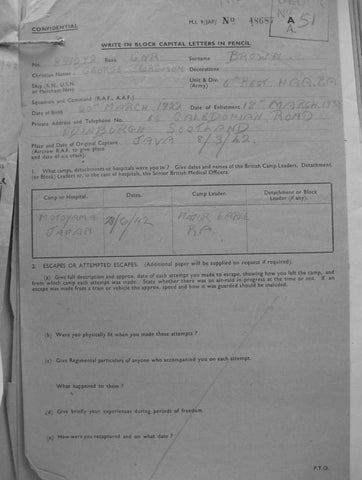 CONFIDENTIAL
M.I. 9/JAP/ No 48687
A 51
A.
WRITE IN BLOCK CAPITAL LETTERS IN PENCIL
No. Rank GNR Surname BROWN
Christian Names GEORGE Decorations
Ship (R.N., U.S.N. or Merchant Navy) Unit & Div. (Army) 6th REGT H.A.A. R.A.
Squadron and Command (R.A.F., A.A.F.)
Date of Birth 20th MARCH 1922 Date of Enlistment 18th MARCH
Private Address and Telephone No. CALEDONIAN ROAD
EDINBURGH SCOTLAND
Place and Date of Original Capture JAVA 8/3/42
(Aircrew R.A.F. to give place and date of a/c crash)
1. What camps, detachments or hospitals were you in ? Give dates and names of the British Camp Leaders, Detachment
(or Block) Leaders or, in the case of hospitals, the Senior British Medical Officers.
Camp or Hospital. Dates. Camp Leader. Detachment or Block Leader (if any).
MOTOYAMA /42 MAJOR
JAPAN R.A.
2. ESCAPES OR ATTEMPTED ESCAPES. (Additional paper will be supplied on request if required).
(a) Give full description and approx. date of each attempt you made to escape, showing how you left the camp, and
from which camp each attempt was made. State whether there was an air-raid in progress at the time or not. If an
escape was made from a train or vehicle the approx. speed and how it was guarded should be included.
(b) Were you physically fit when you made these attempts ?
(c) Give Regimental particulars of anyone who accompanied you on each attempt.
What happened to them ?
(d) Give briefly your experiences during periods of freedom.
(e) How were you recaptured and on what date ?
P.T.O.